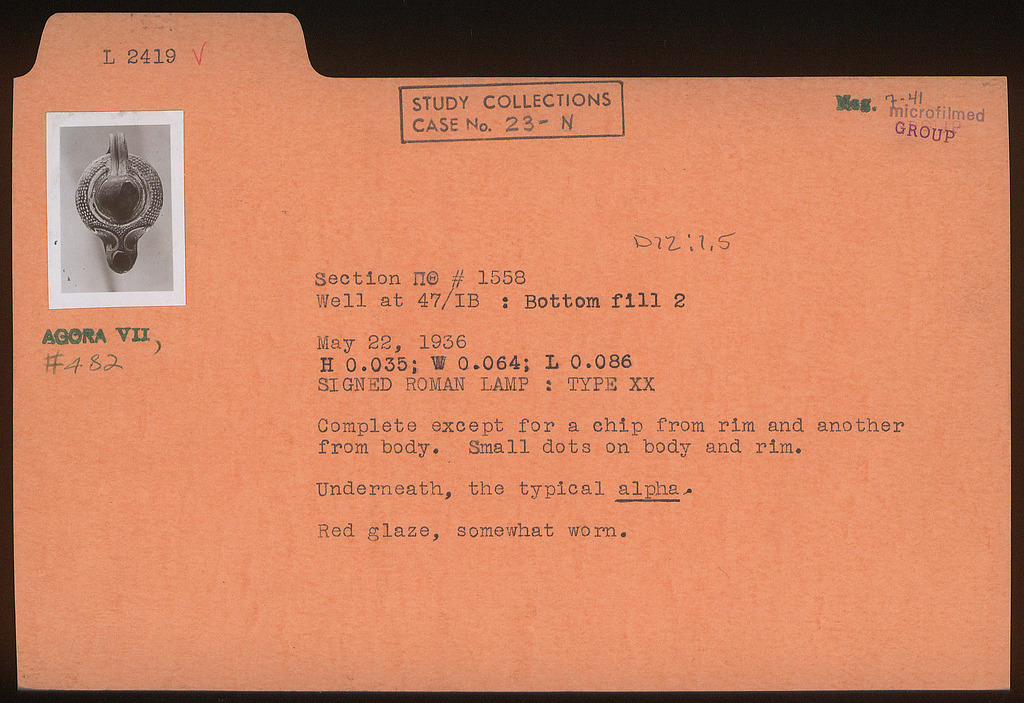 L 2419 √
STUDY COLLECTIONS
CASE No. 23-N
Neg. 7-41
microfilmed
GROUP
D12:1,5
Section ΠΘ # 1558
Well at 47/ΙΒ : Bottom fill 2
AGORA VII,
#482
May 22, 1936
H 0.035; W 0.064; L 0.086
SIGNED ROMAN LAMP : TYPE XX
Complete except for a chip from rim and another
from body. Small dots on body and rim.
Underneath, the typical alpha.
Red glaze, somewhat worn.